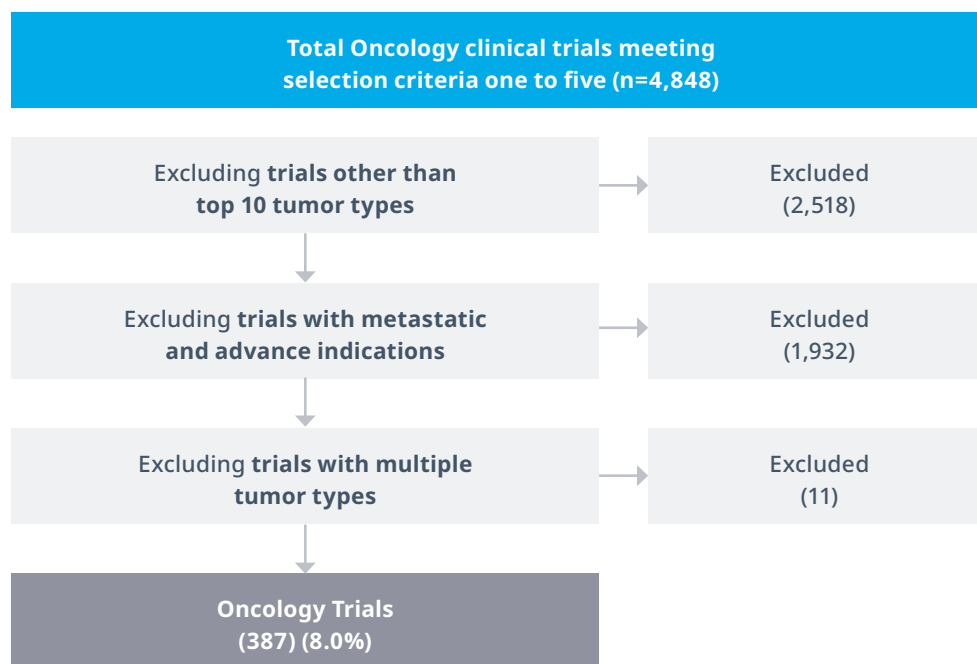 Total Oncology clinical trials meeting
selection criteria one to five (n=4,848)
Excluding trials other than
top 10 tumor types
Excluded
(2,518)
Excluding trials with metastatic
and advance indications
Excluded
(1,932)
Excluding trials with multiple
tumor types
Excluded
(11)
Oncology Trials
(387) (8.0%)